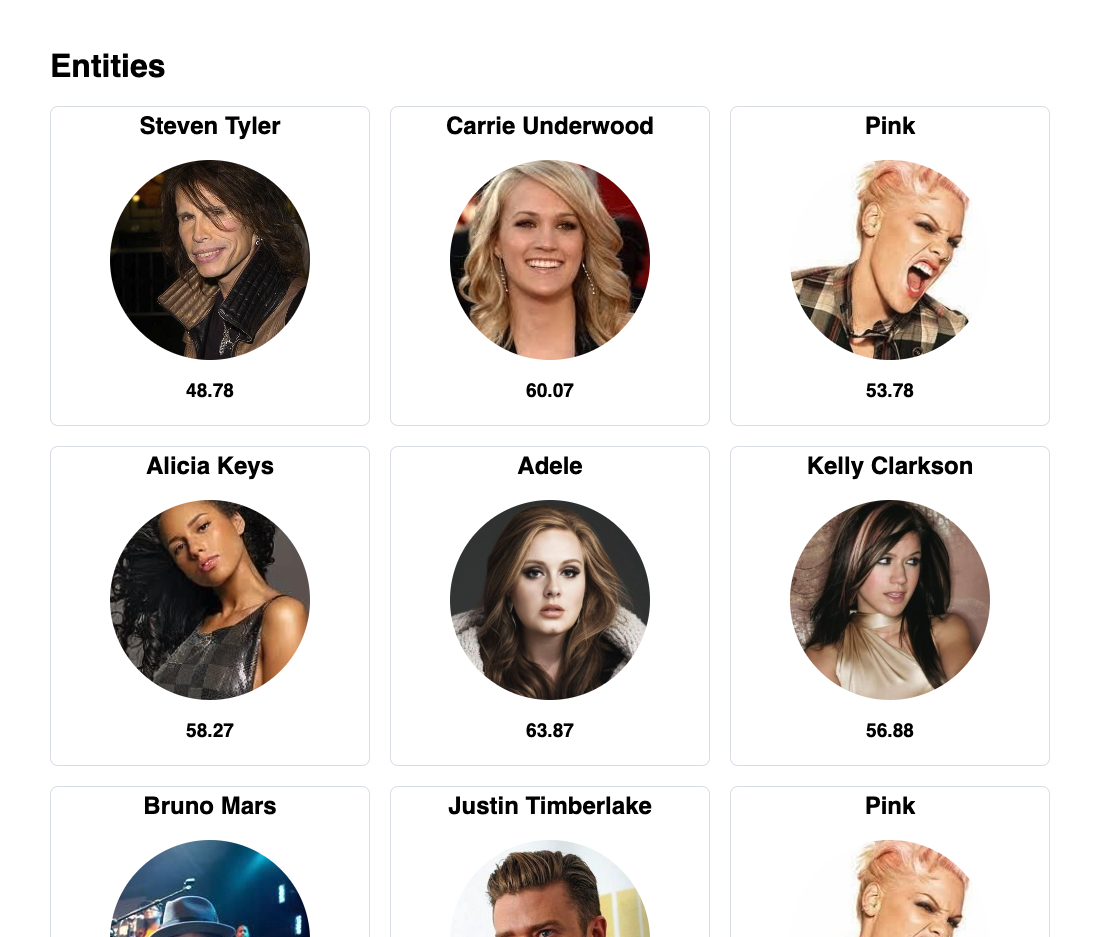 Entities
Steven Tyler
Carrie Underwood
Pink
48.78
60.07
53.78
Alicia Keys
Adele
Kelly Clarkson
58.27
63.87
56.88
Bruno Mars
Justin Timberlake
Pink